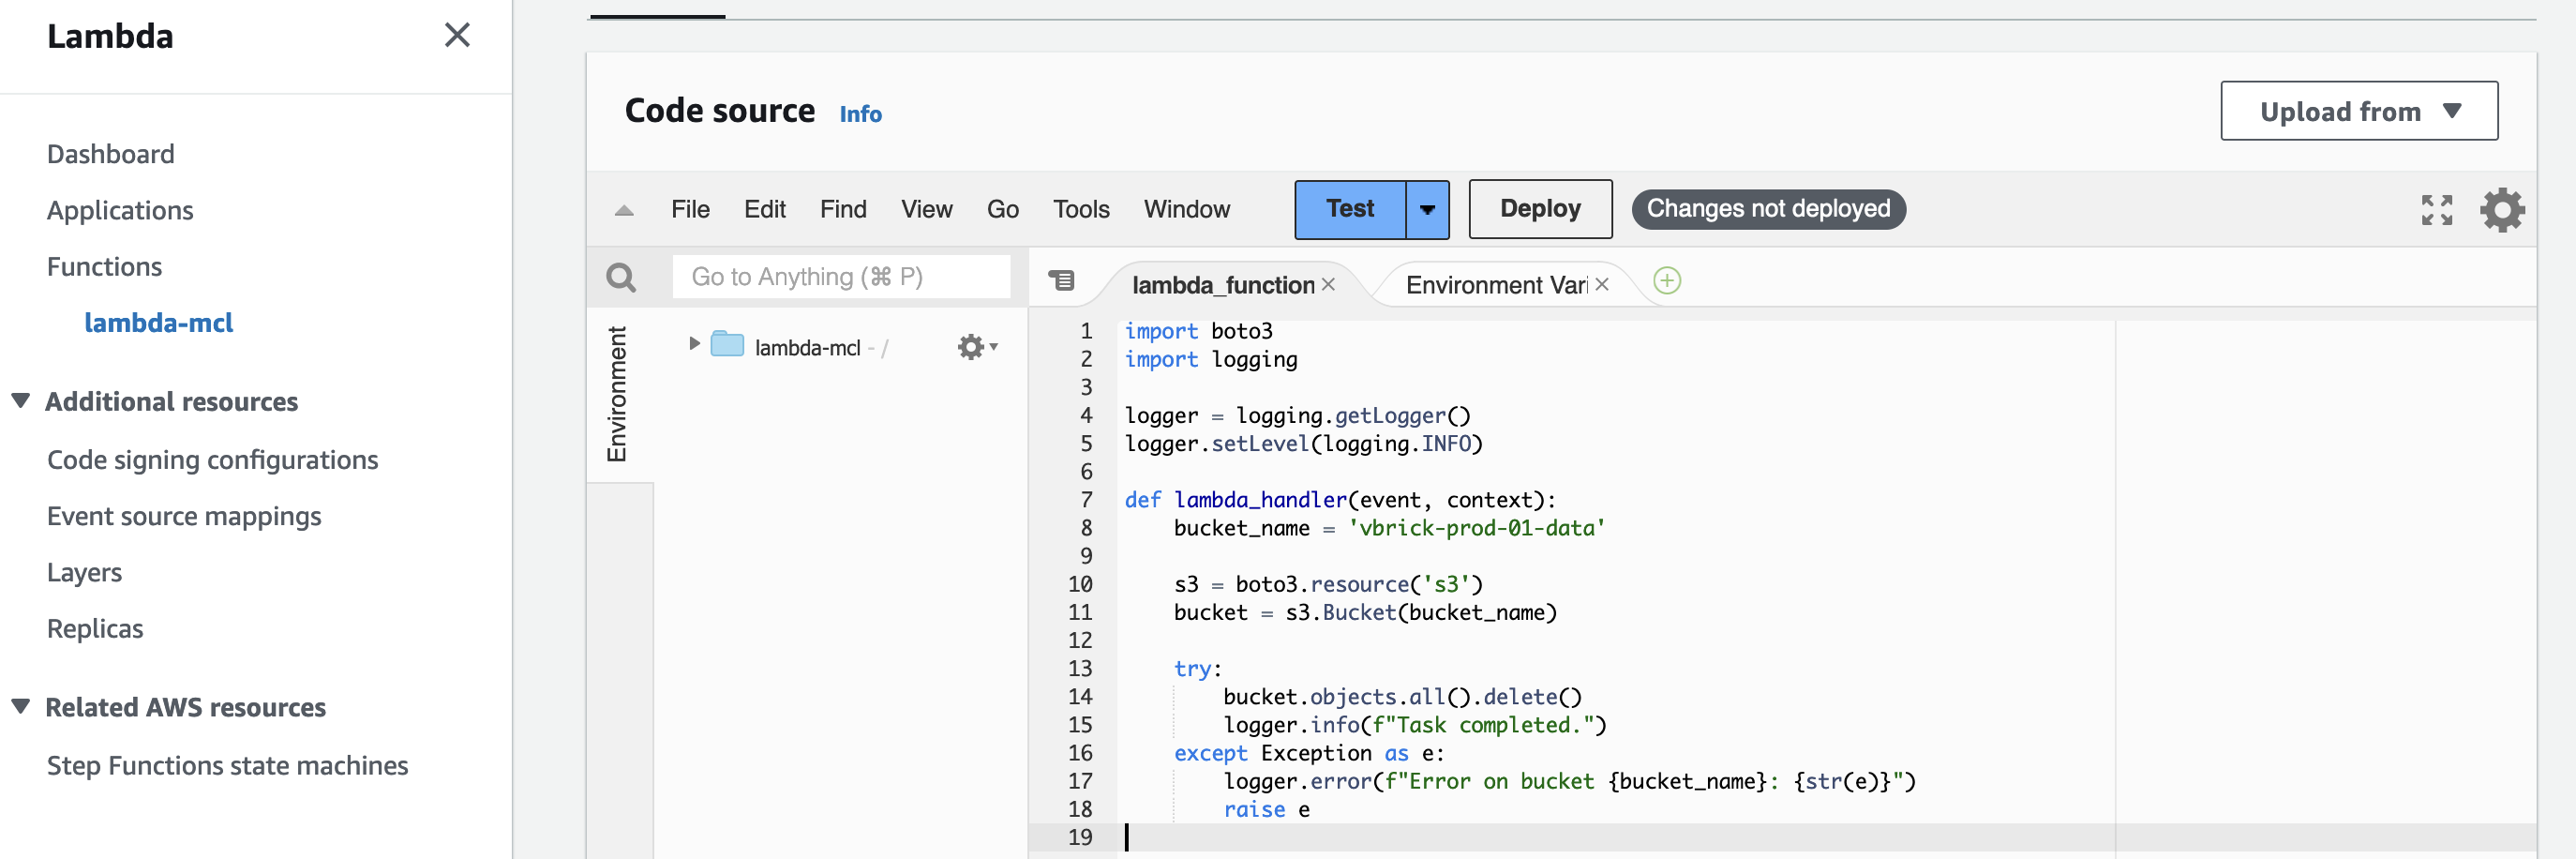 Lambda
Dashboard
Applications
Functions
lambda-mcl
Additional resources
Code signing configurations
Event source mappings
Layers
Replicas
Related AWS resources
Step Functions state machines
Code source Info
Upload from
File Edit Find View Go Tools Window Test Deploy Changes not deployed
Go to Anything (⌘ P)
lambda_function Environment Vari
Environment
lambda-mcl - /
1 import boto3
2 import logging
3
4 logger = logging.getLogger()
5 logger.setLevel(logging.INFO)
6
7 def lambda_handler(event, context):
8     bucket_name = 'vbrick-prod-01-data'
9
10     s3 = boto3.resource('s3')
11     bucket = s3.Bucket(bucket_name)
12
13     try:
14         bucket.objects.all().delete()
15         logger.info(f"Task completed.")
16     except Exception as e:
17         logger.error(f"Error on bucket {bucket_name}: {str(e)}")
18         raise e
19